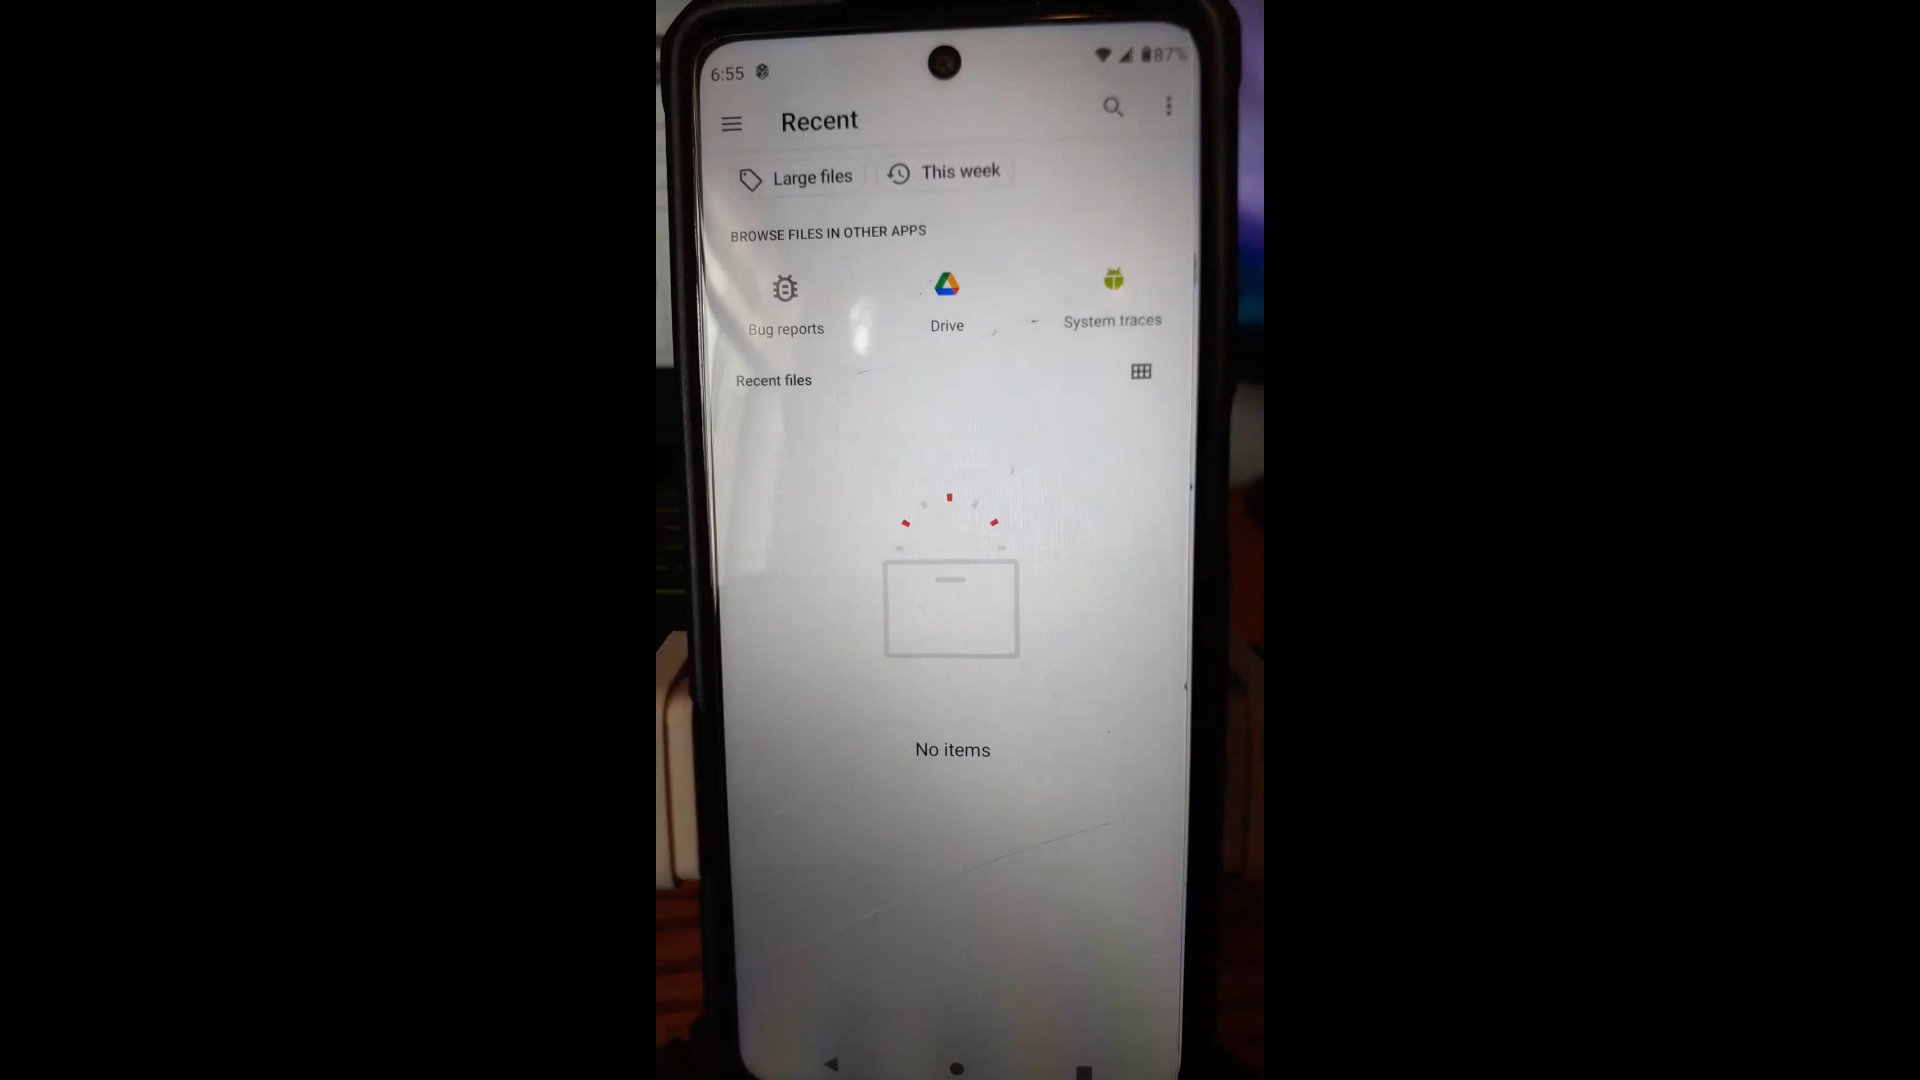 6:55 87%
Recent
Large files This week
BROWSE FILES IN OTHER APPS
Bug reports Drive System traces
Recent files
No items